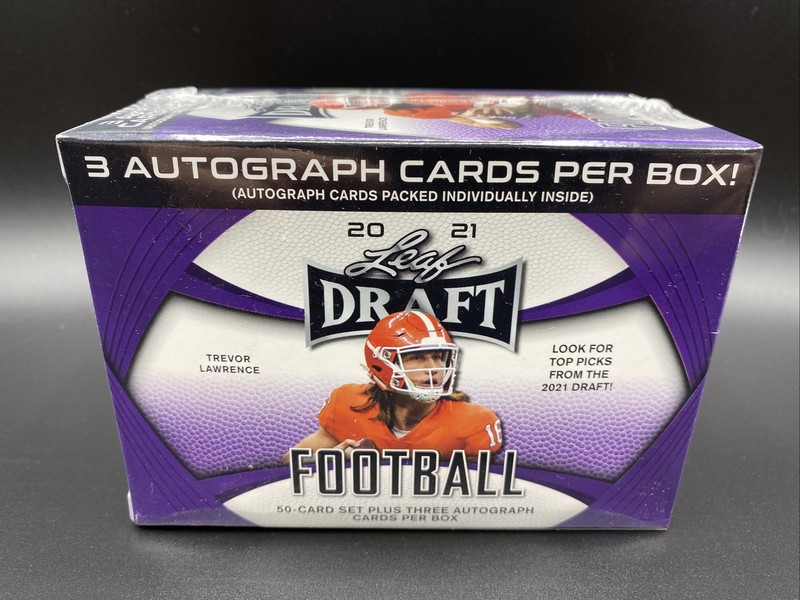 3 AUTOGRAPH CARDS PER BOX!
(AUTOGRAPH CARDS PACKED INDIVIDUALLY INSIDE)
20 21
Leaf
DRAFT
TREVOR
LAWRENCE
LOOK FOR
TOP PICKS
FROM THE
2021 DRAFT!
16
FOOTBALL
50-CARD SET PLUS THREE AUTOGRAPH
CARDS PER BOX